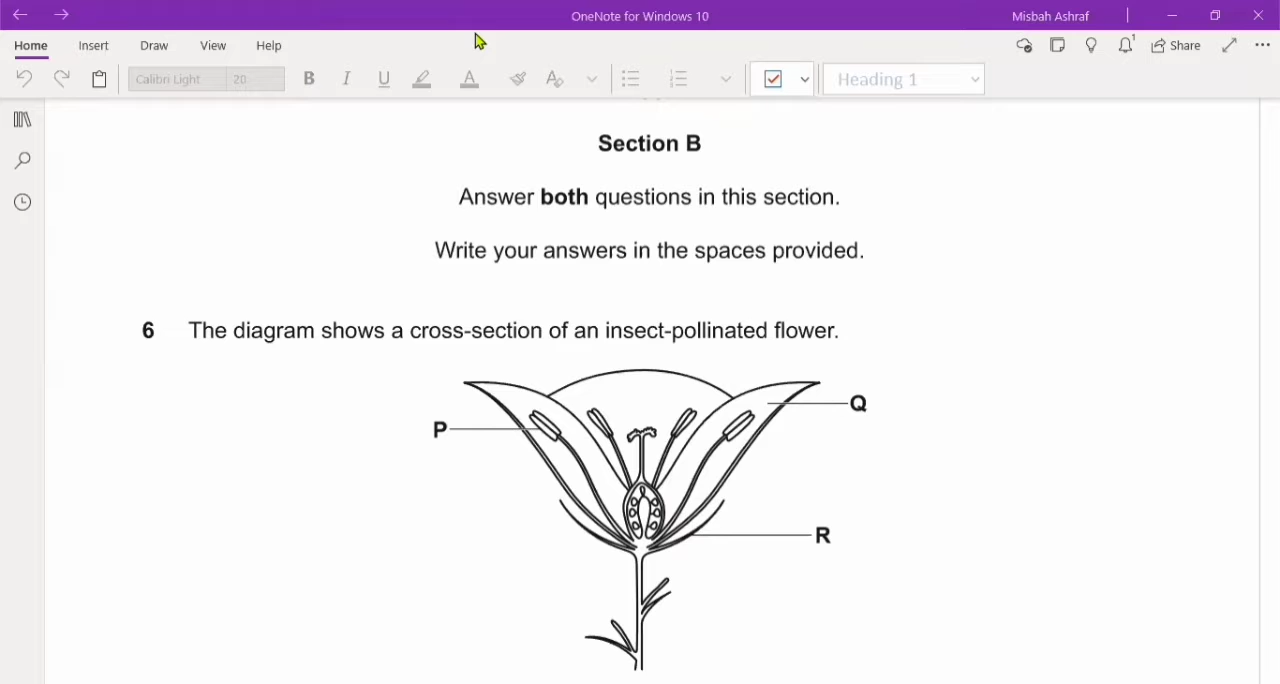 OneNote for Windows 10
Misbah Ashraf
Home Insert Draw View Help
1
Share
Calibri Light 20 B I U A A Heading 1
Section B
Answer both questions in this section.
Write your answers in the spaces provided.
6 The diagram shows a cross-section of an insect-pollinated flower.
Q
P
R